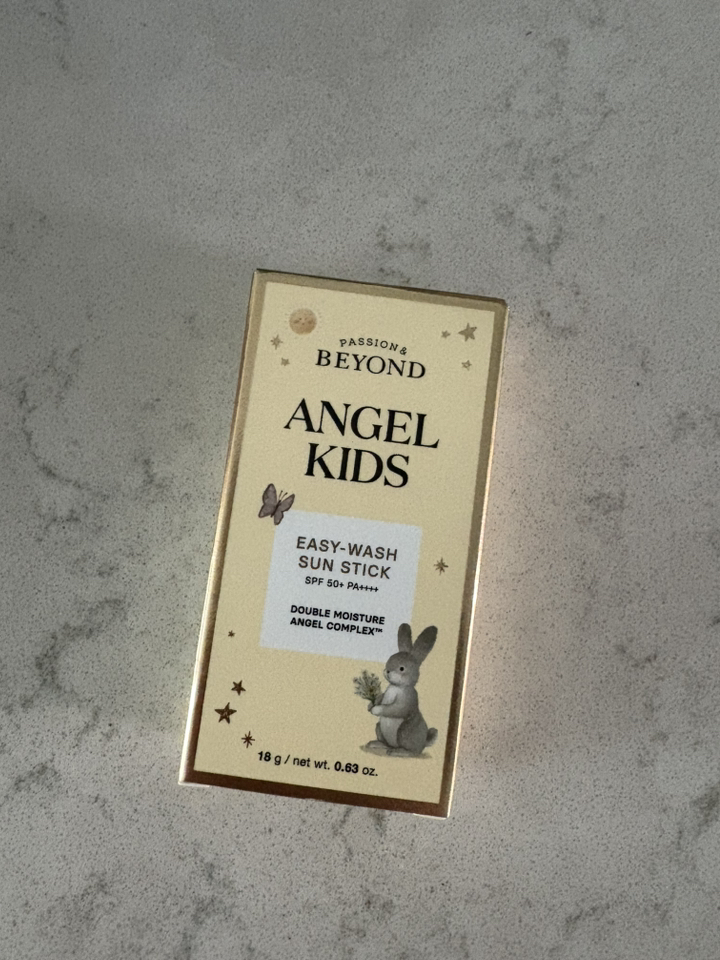 PASSION &
BEYOND
ANGEL
KIDS
EASY-WASH
SUN STICK
SPF 50+ PA++++
DOUBLE MOISTURE
ANGEL COMPLEX™
18 g / net wt. 0.63 oz.